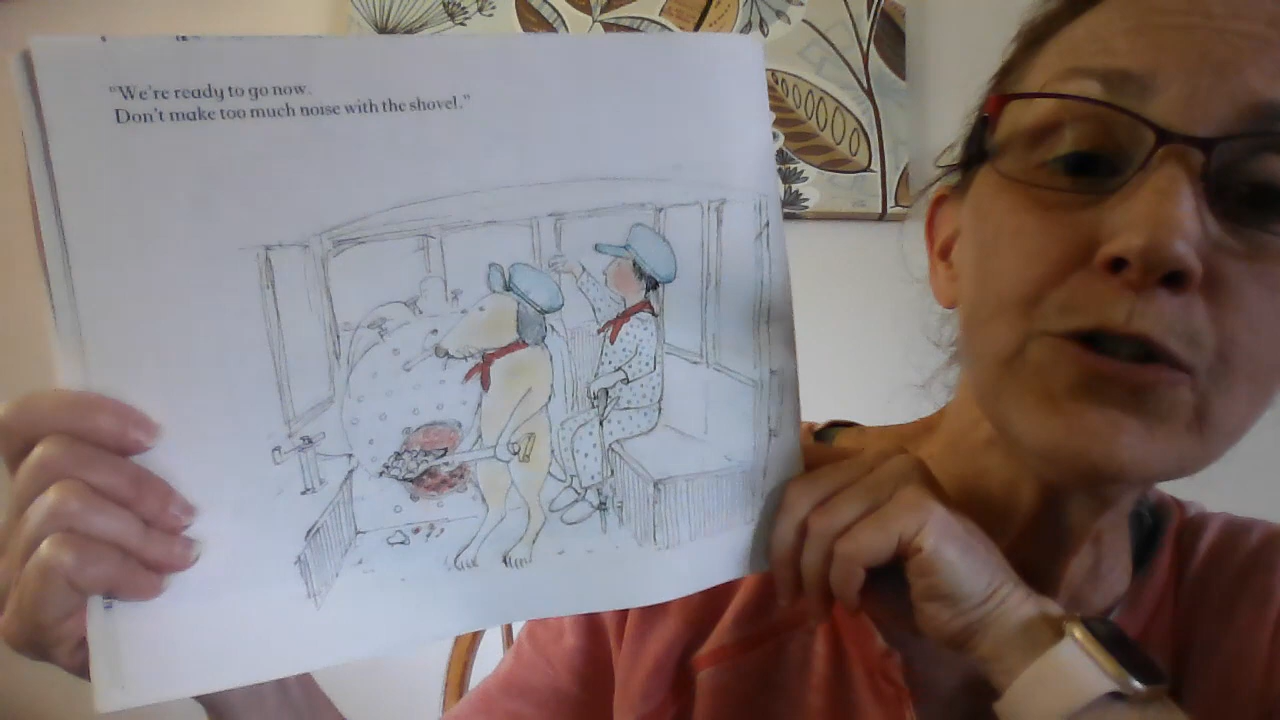 “We’re ready to go now.
Don’t make too much noise with the shovel.”